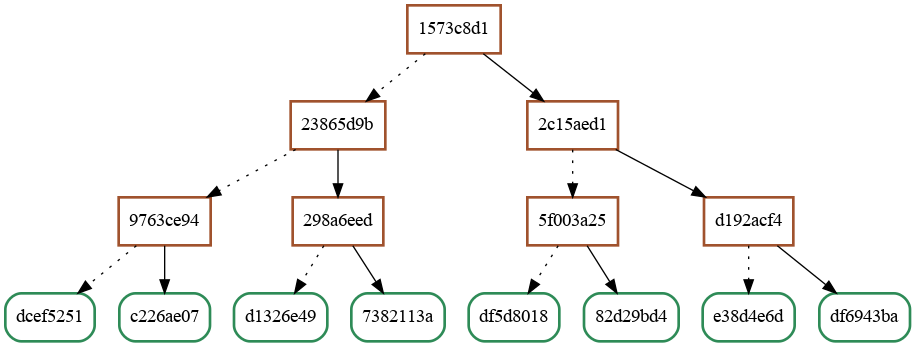 1573c8d1
23865d9b
2c15aed1
9763ce94
298a6eed
5f003a25
d192acf4
dcef5251
c226ae07
d1326e49
7382113a
df5d8018
82d29bd4
e38d4e6d
df6943ba